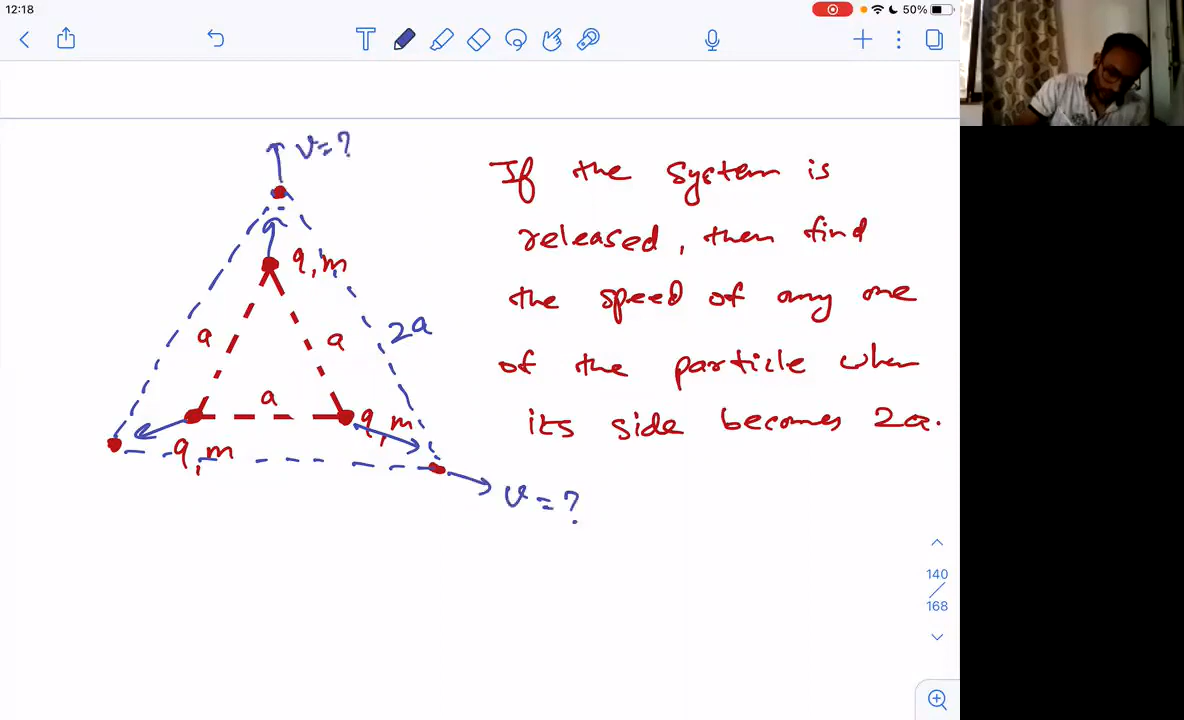 12:18
50%
T
v=?
If the system is
released, then find
q,m
the speed of any one
2a
a
a
of the particle when
a
its side becomes 2a.
q,m
q,m
v=?
140
168